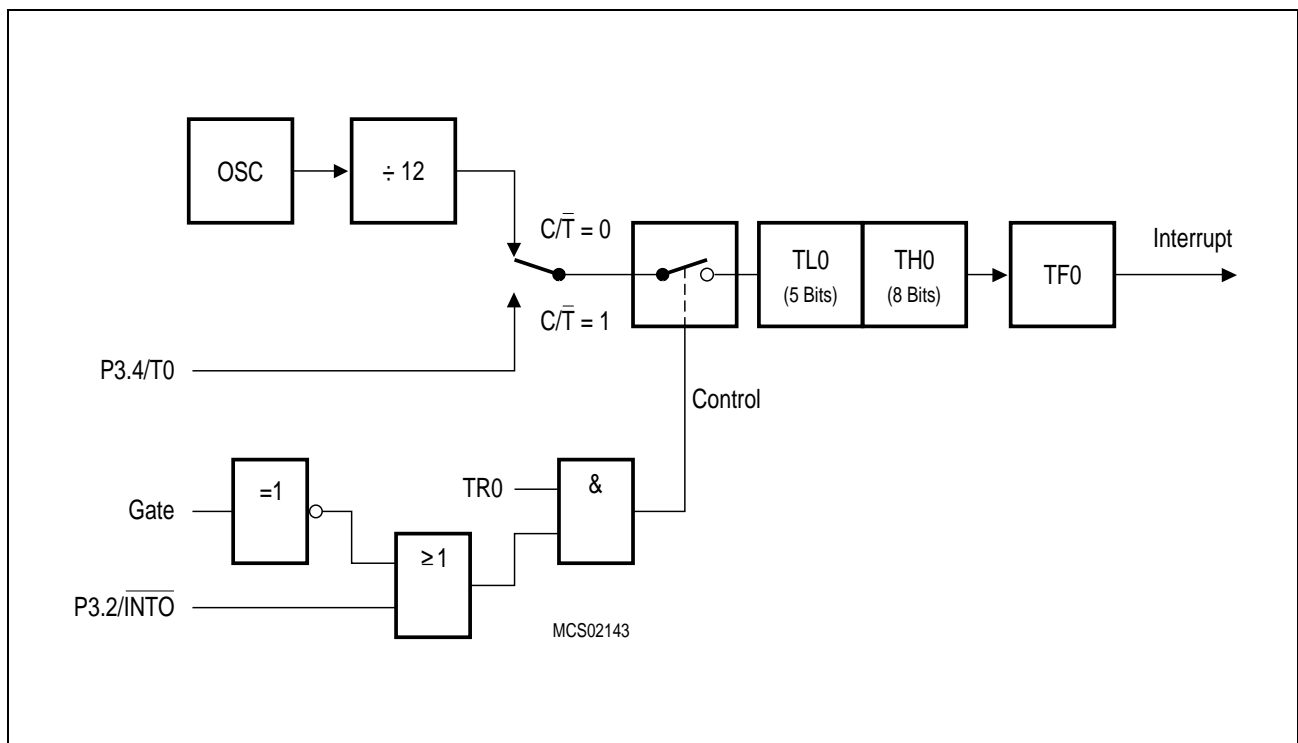 OSC
÷ 12
C/T̅ = 0
C/T̅ = 1
P3.4/T0
TL0
(5 Bits)
TH0
(8 Bits)
TF0
Interrupt
Control
Gate
=1
TR0
&
≥ 1
P3.2/I̅N̅T̅O̅
MCS02143